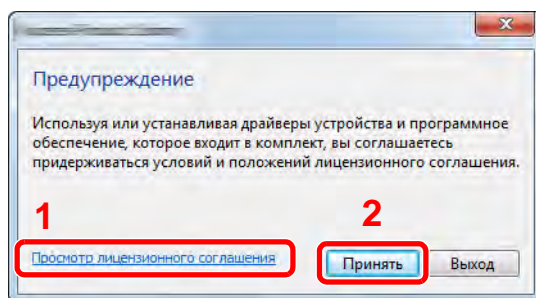 Предупреждение
Используя или устанавливая драйверы устройства и программное
обеспечение, которое входит в комплект, вы соглашаетесь
придерживаться условий и положений лицензионного соглашения.
1
2
Просмотр лицензионного соглашения
Принять
Выход